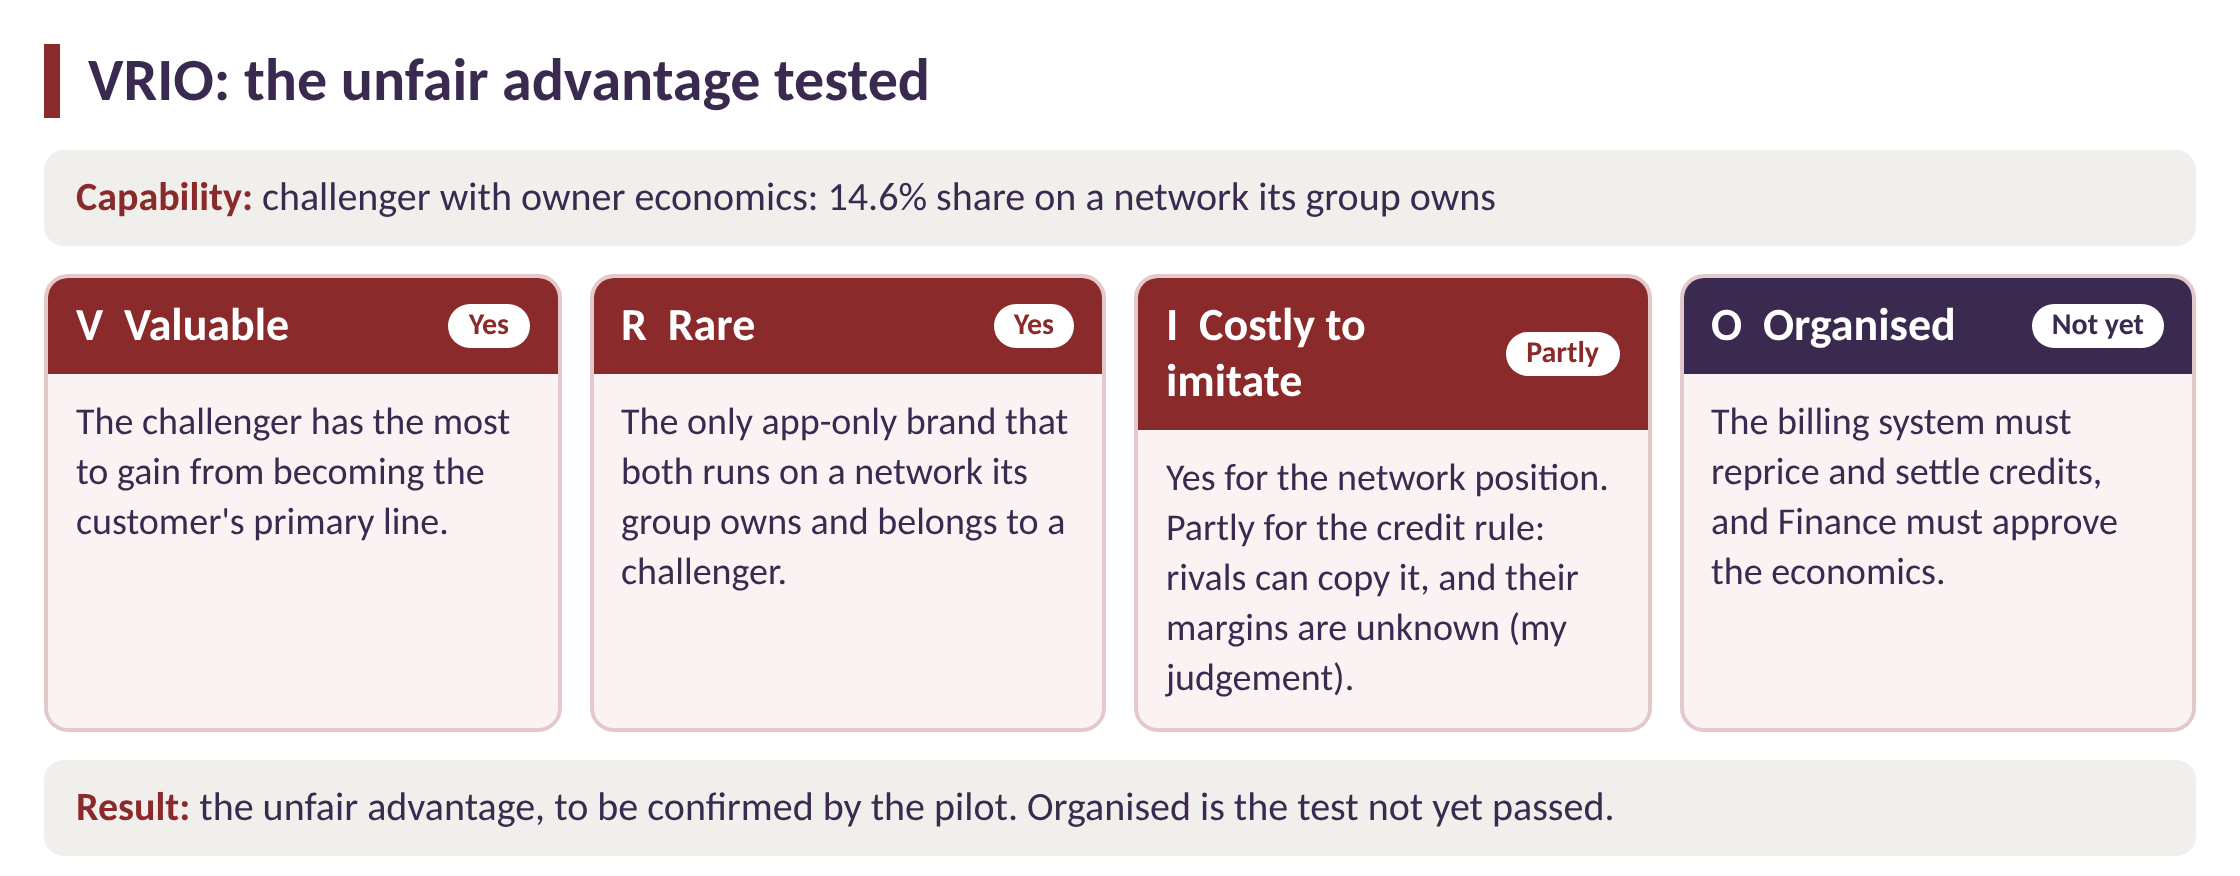 VRIO: the unfair advantage tested
Capability: challenger with owner economics: 14.6% share on a network its group owns
V Valuable
Yes
The challenger has the most
to gain from becoming the
customer's primary line.
R Rare
Yes
The only app-only brand that
both runs on a network its
group owns and belongs to a
challenger.
I Costly to
imitate
Partly
Yes for the network position.
Partly for the credit rule:
rivals can copy it, and their
margins are unknown (my
judgement).
O Organised
Not yet
The billing system must
reprice and settle credits,
and Finance must approve
the economics.
Result: the unfair advantage, to be confirmed by the pilot. Organised is the test not yet passed.